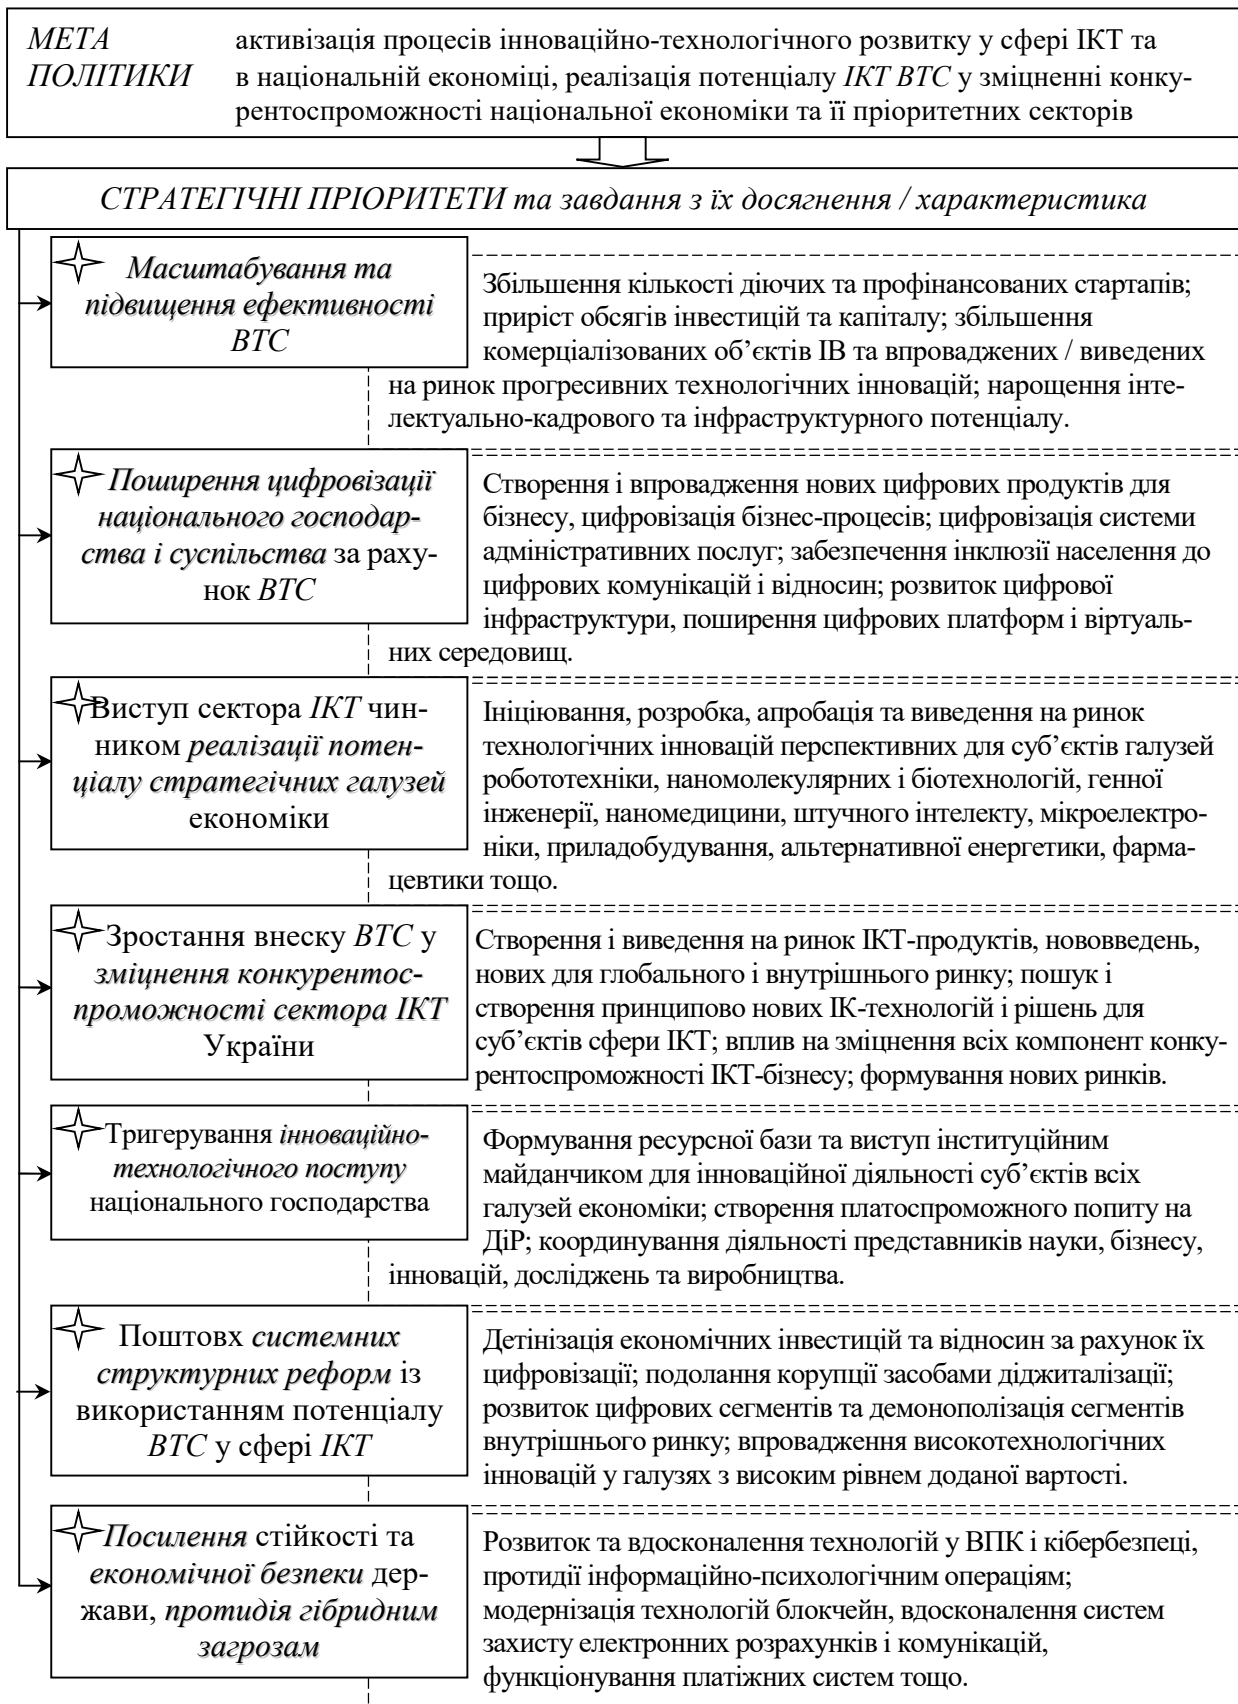 МЕТА
ПОЛІТИКИ
активізація процесів інноваційно-технологічного розвитку у сфері ІКТ та
в національній економіці, реалізація потенціалу ІКТ ВТС у зміцненні конку-
рентоспроможності національної економіки та її пріоритетних секторів
СТРАТЕГІЧНІ ПРІОРИТЕТИ та завдання з їх досягнення / характеристика
Масштабування та
підвищення ефективності
ВТС
Збільшення кількості діючих та профінансованих стартапів;
приріст обсягів інвестицій та капіталу; збільшення
комерціалізованих об’єктів ІВ та впроваджених / виведених
на ринок прогресивних технологічних інновацій; нарощення інте-
лектуально-кадрового та інфраструктурного потенціалу.
Поширення цифровізації
національного господар-
ства і суспільства за раху-
нок ВТС
Створення і впровадження нових цифрових продуктів для
бізнесу, цифровізація бізнес-процесів; цифровізація системи
адміністративних послуг; забезпечення інклюзії населення до
цифрових комунікацій і відносин; розвиток цифрової
інфраструктури, поширення цифрових платформ і віртуаль-
них середовищ.
Виступ сектора ІКТ чин-
ником реалізації потен-
ціалу стратегічних галузей
економіки
Ініціювання, розробка, апробація та виведення на ринок
технологічних інновацій перспективних для суб’єктів галузей
робототехніки, наномолекулярних і біотехнологій, генної
інженерії, наномедицини, штучного інтелекту, мікроелектро-
ніки, приладобудування, альтернативної енергетики, фарма-
цевтики тощо.
Зростання внеску ВТС у
зміцнення конкурентос-
проможності сектора ІКТ
України
Створення і виведення на ринок ІКТ-продуктів, нововведень,
нових для глобального і внутрішнього ринку; пошук і
створення принципово нових ІК-технологій і рішень для
суб’єктів сфери ІКТ; вплив на зміцнення всіх компонент конку-
рентоспроможності ІКТ-бізнесу; формування нових ринків.
Тригерування інноваційно-
технологічного поступу
національного господарства
Формування ресурсної бази та виступ інституційним
майданчиком для інноваційної діяльності суб’єктів всіх
галузей економіки; створення платоспроможного попиту на
ДіР; координування діяльності представників науки, бізнесу,
інновацій, досліджень та виробництва.
Поштовх системних
структурних реформ із
використанням потенціалу
ВТС у сфері ІКТ
Детінізація економічних інвестицій та відносин за рахунок їх
цифровізації; подолання корупції засобами діджиталізації;
розвиток цифрових сегментів та демонополізація сегментів
внутрішнього ринку; впровадження високотехнологічних
інновацій у галузях з високим рівнем доданої вартості.
Посилення стійкості та
економічної безпеки дер-
жави, протидія гібридним
загрозам
Розвиток та вдосконалення технологій у ВПК і кібербезпеці,
протидії інформаційно-психологічним операціям;
модернізація технологій блокчейн, вдосконалення систем
захисту електронних розрахунків і комунікацій,
функціонування платіжних систем тощо.